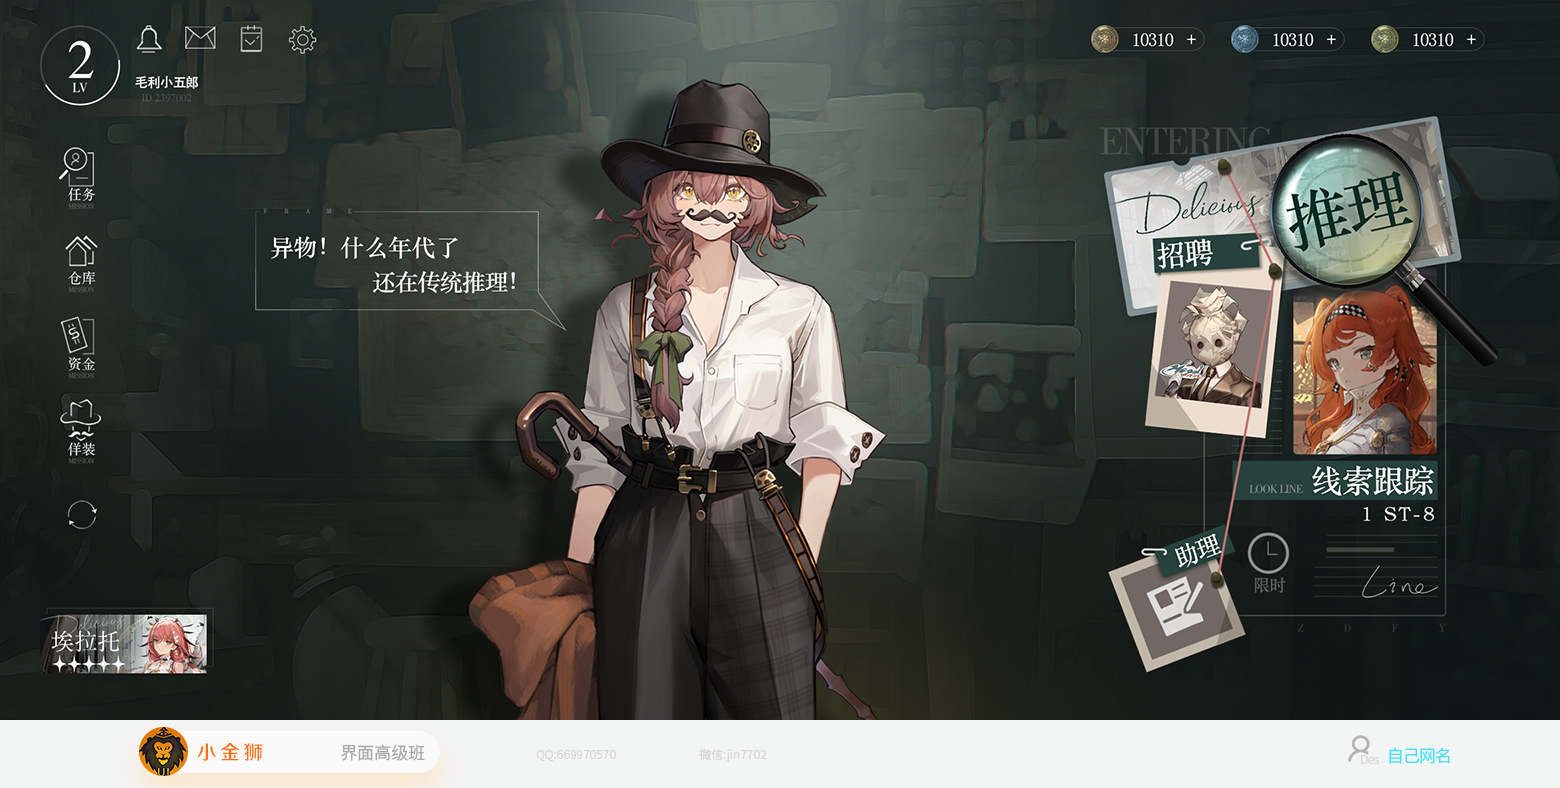 2
LV
毛利小五郎
ID 2397002
10310 +
10310 +
10310 +
任务
MISSION
仓库
MISSION
资金
MISSION
佯装
MISSION
FRAME
异物！什么年代了
还在传统推理！
ENTERING
Delicious
推理
招聘
线索跟踪
LOOK LINE
1 ST-8
助理
限时
Line
Z D F Y
Delicious
埃拉托
小金狮
界面高级班
QQ:669970570
微信:jin7702
Des
自己网名